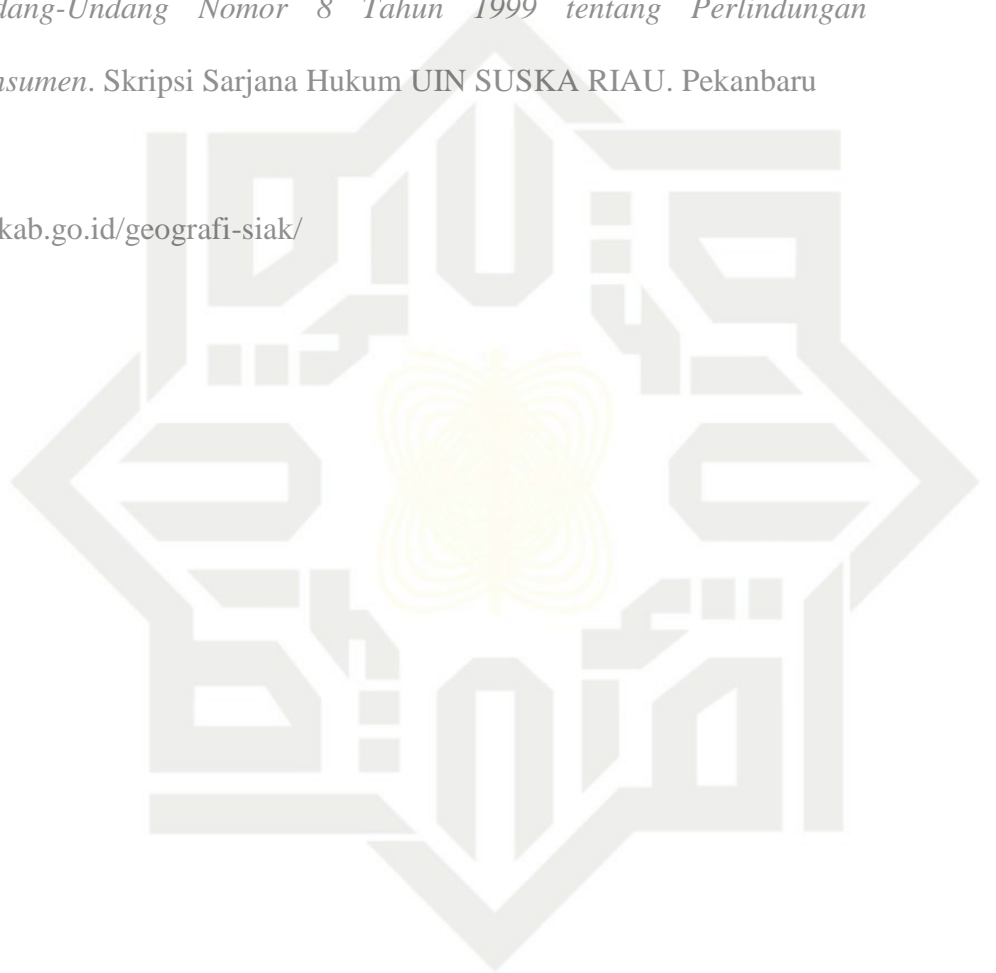 dang-Undang Nomor 8 Tahun 1999 tentang Perlindungan
nsumen. Skripsi Sarjana Hukum UIN SUSKA RIAU. Pekanbaru
kab.go.id/geografi-siak/